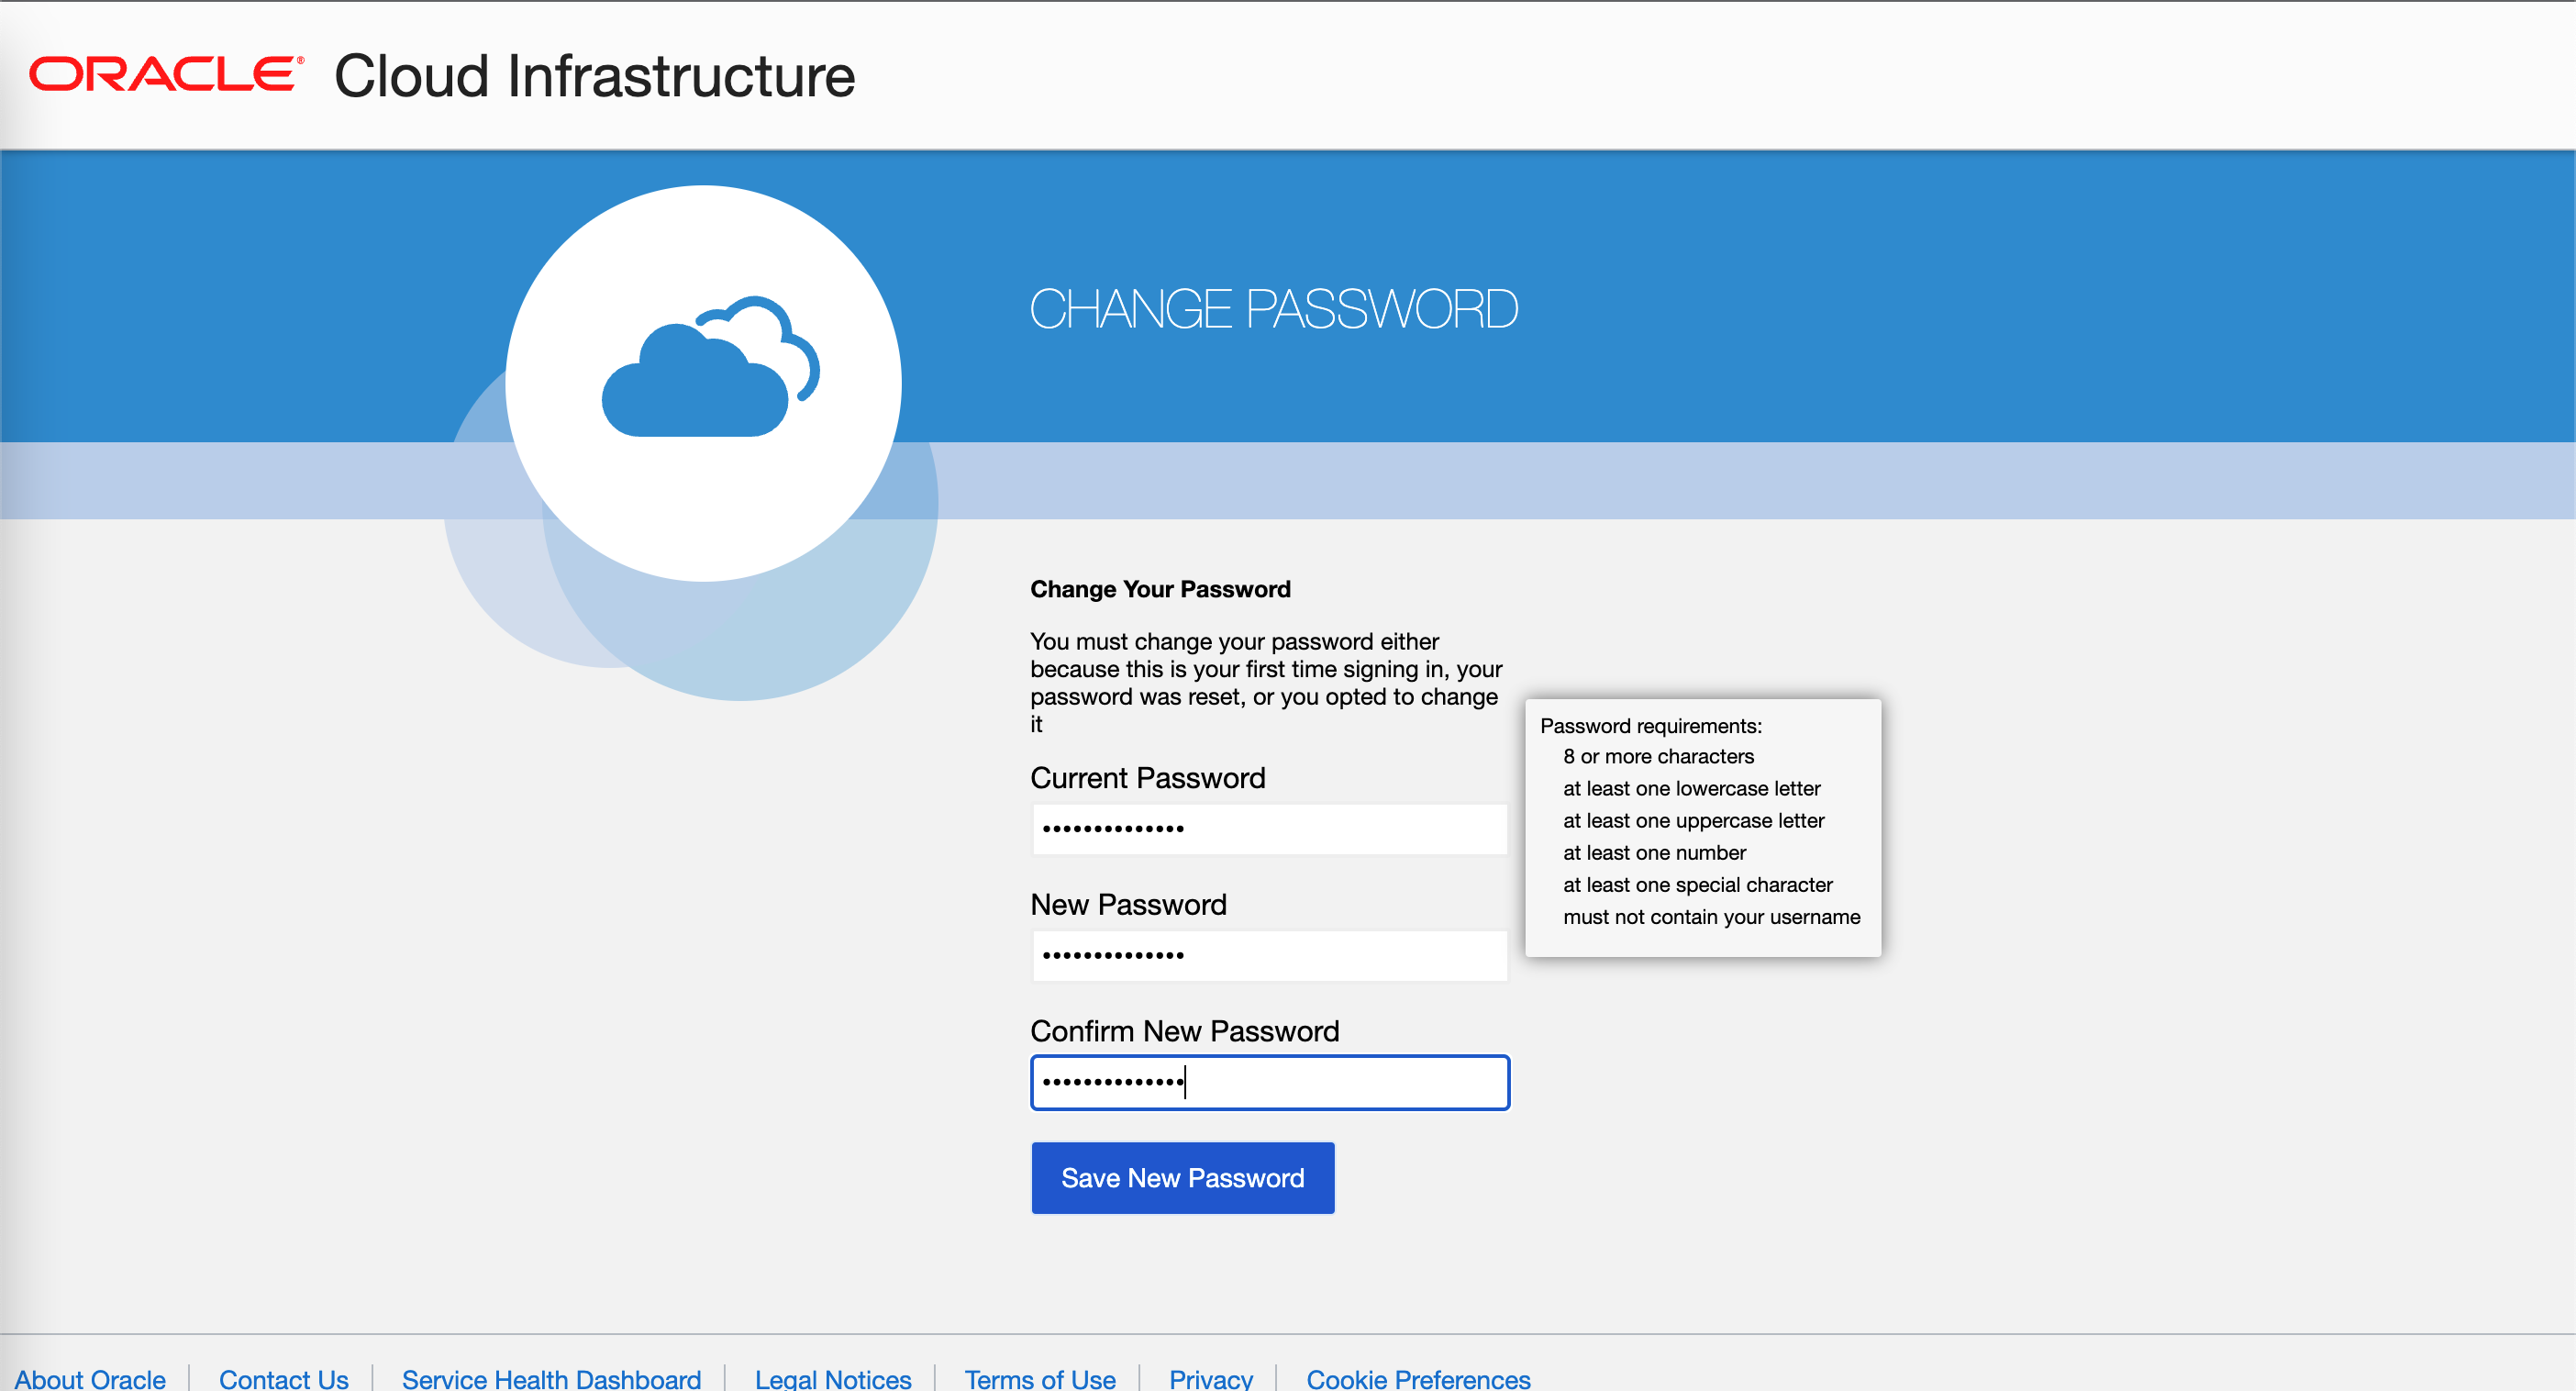 ORACLE® Cloud Infrastructure
CHANGE PASSWORD
Change Your Password
You must change your password either
because this is your first time signing in, your
password was reset, or you opted to change
it
Password requirements:
8 or more characters
at least one lowercase letter
at least one uppercase letter
at least one number
at least one special character
must not contain your username
Current Password
••••••••••••••
New Password
••••••••••••••
Confirm New Password
••••••••••••••
Save New Password
About Oracle | Contact Us | Service Health Dashboard | Legal Notices | Terms of Use | Privacy | Cookie Preferences